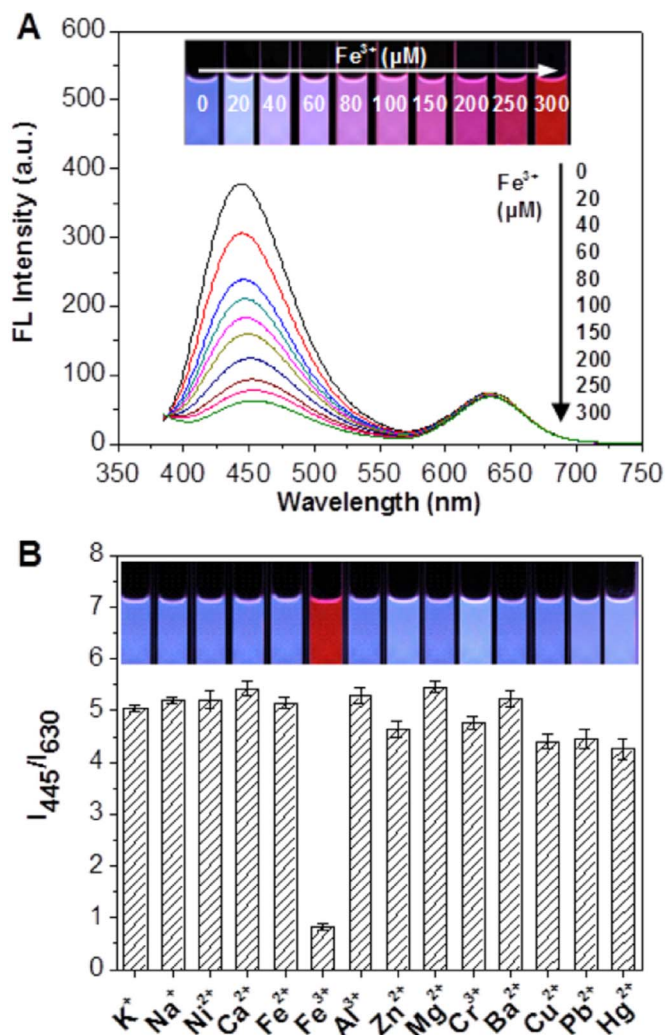 A
Fe³⁺ (µM)
0 20 40 60 80 100 150 200 250 300
Fe³⁺
(µM)
0
20
40
60
80
100
150
200
250
300
FL Intensity (a.u.)
600
500
400
300
200
100
0
350 400 450 500 550 600 650 700 750
Wavelength (nm)
B
I₄₄₅/I₆₃₀
8
7
6
5
4
3
2
1
0
K⁺ Na⁺ Ni²⁺ Ca²⁺ Fe²⁺ Fe³⁺ Al³⁺ Zn²⁺ Mg²⁺ Cr³⁺ Ba²⁺ Cu²⁺ Pb²⁺ Hg²⁺